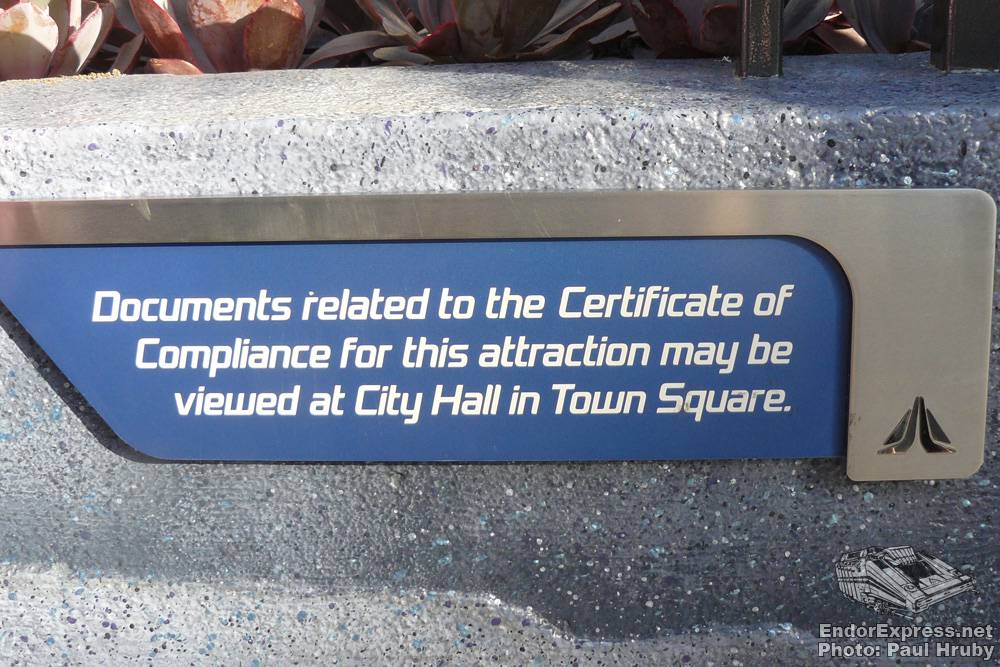 Documents related to the Certificate of
Compliance for this attraction may be
viewed at City Hall in Town Square.
EndorExpress.net
Photo: Paul Hruby